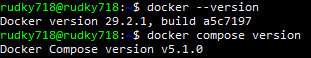 rudky718@rudky718:~$ docker --version
Docker version 29.2.1, build a5c7197
rudky718@rudky718:~$ docker compose version
Docker Compose version v5.1.0